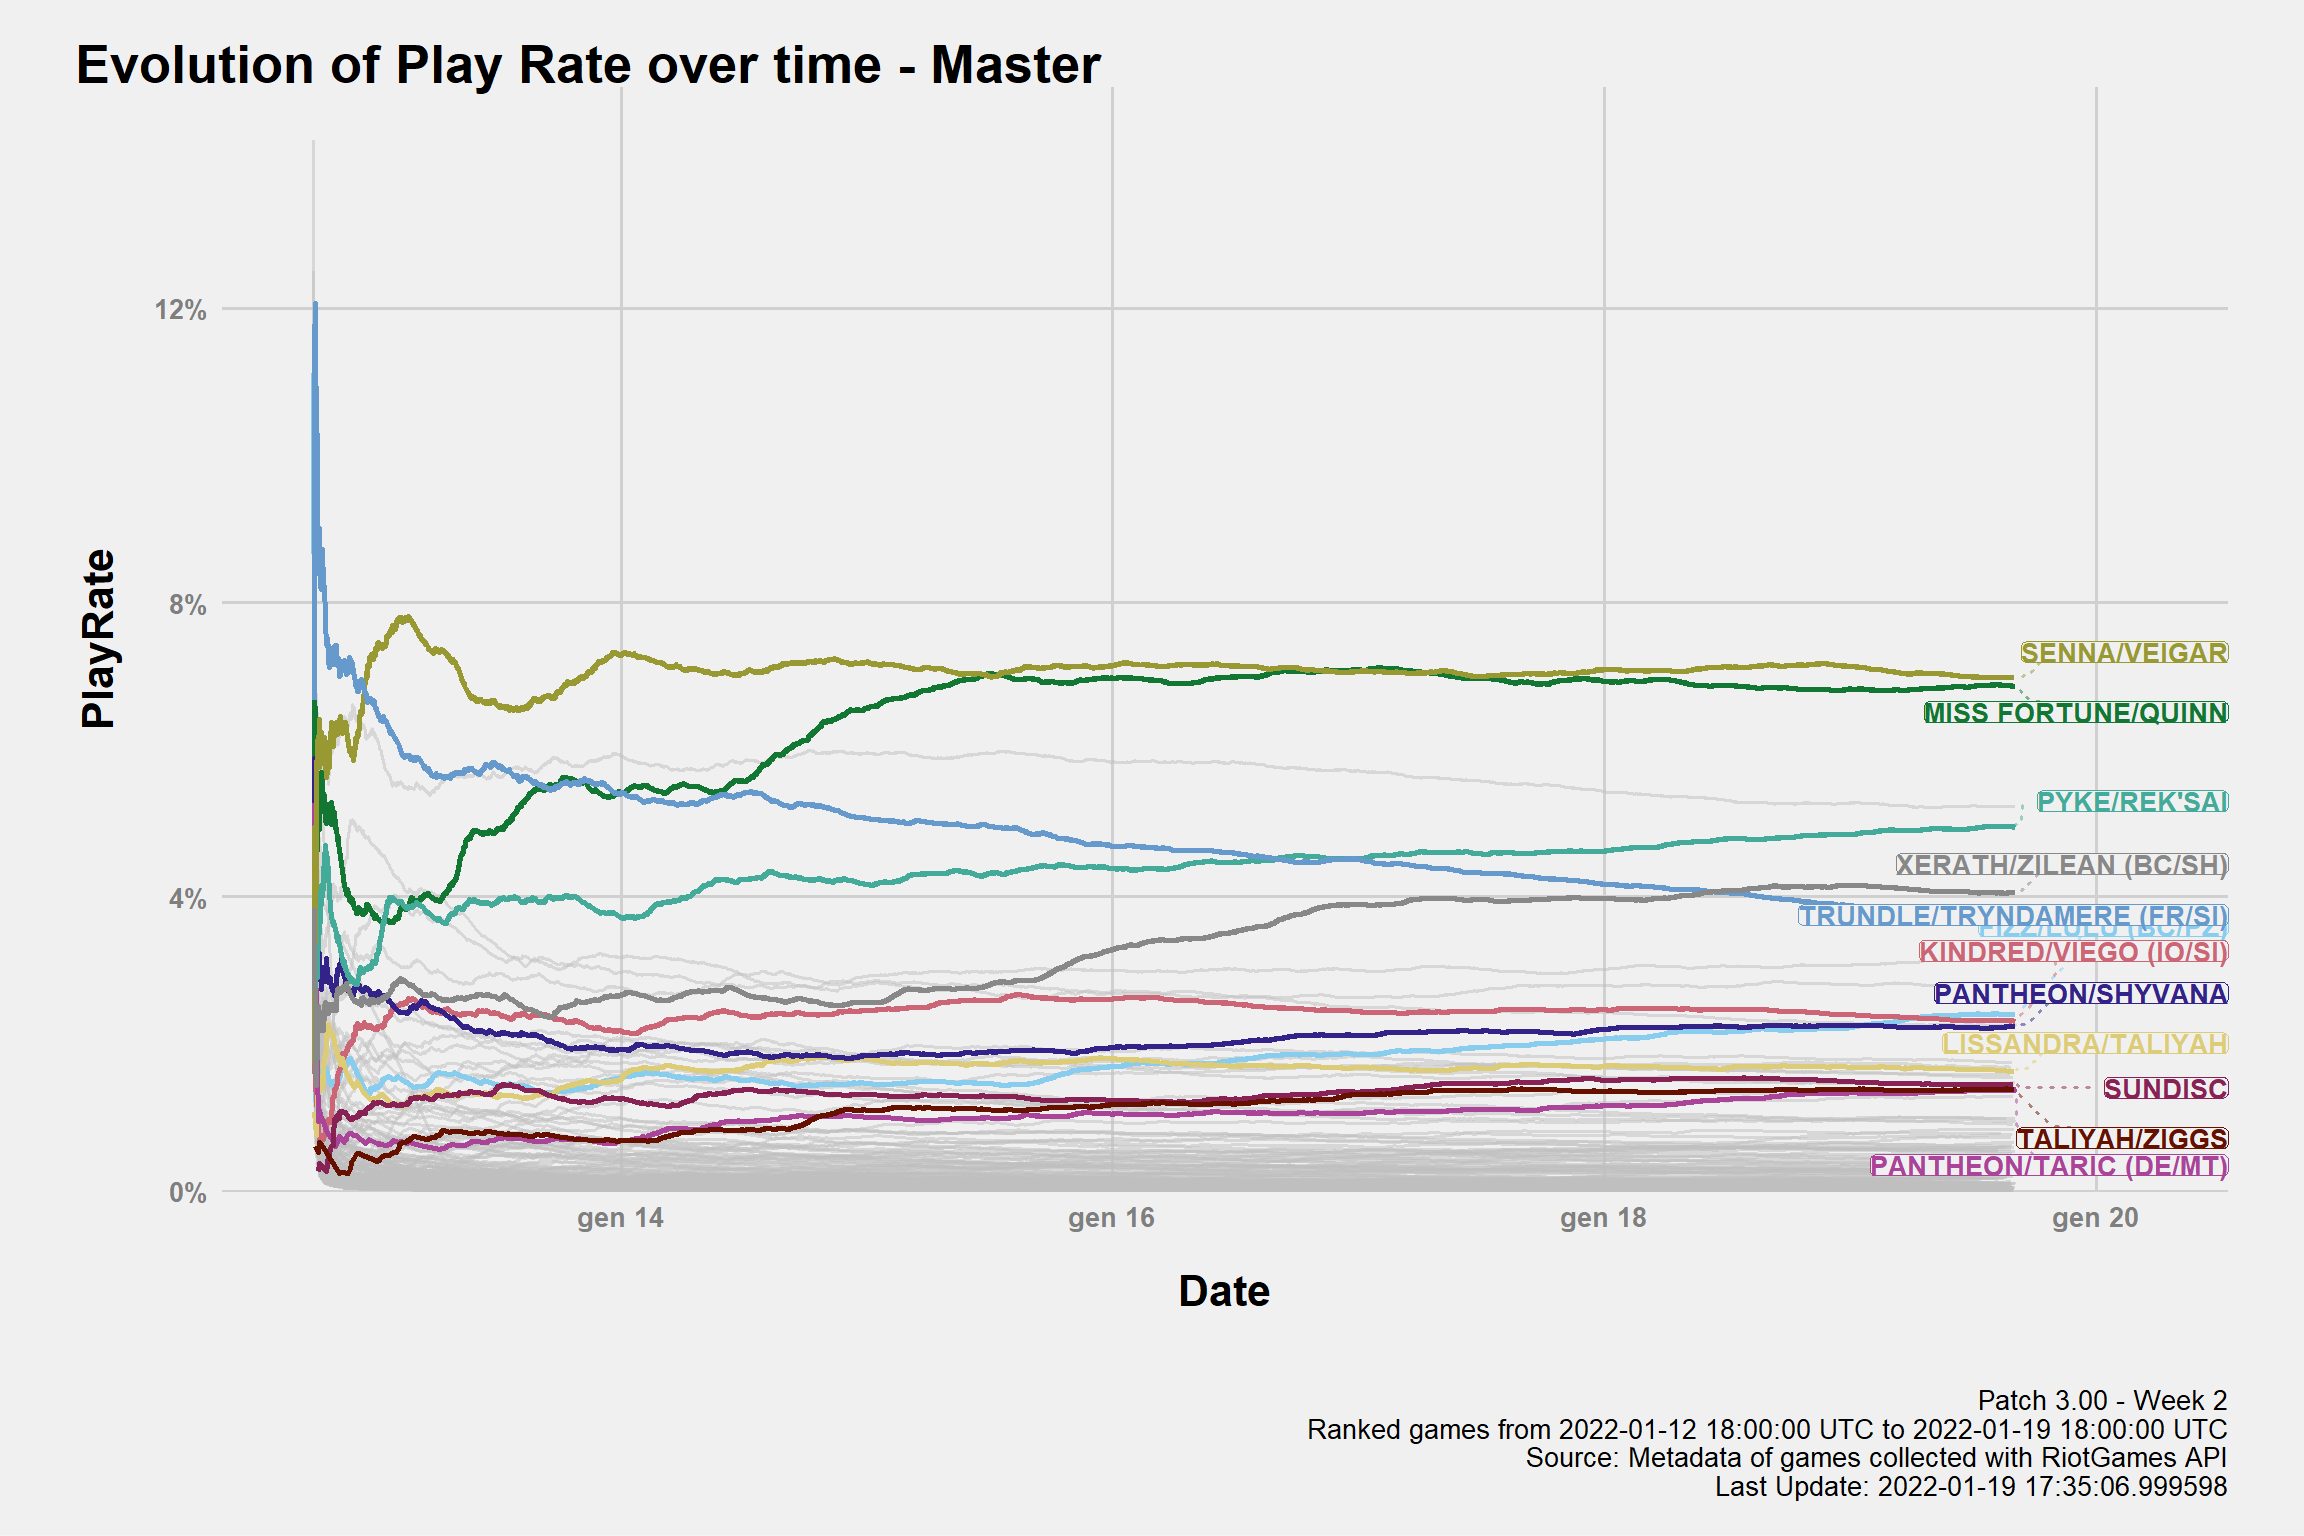 Evolution of Play Rate over time - Master
PlayRate
12%
8%
4%
0%
SENNA/VEIGAR
MISS FORTUNE/QUINN
PYKE/REK'SAI
XERATH/ZILEAN (BC/SH)
TRUNDLE/TRYNDAMERE (FR/SI)
FIZZ/LULU (BC/PZ)
KINDRED/VIEGO (IO/SI)
PANTHEON/SHYVANA
LISSANDRA/TALIYAH
SUNDISC
TALIYAH/ZIGGS
PANTHEON/TARIC (DE/MT)
gen 14
gen 16
gen 18
gen 20
Date
Patch 3.00 - Week 2
Ranked games from 2022-01-12 18:00:00 UTC to 2022-01-19 18:00:00 UTC
Source: Metadata of games collected with RiotGames API
Last Update: 2022-01-19 17:35:06.999598